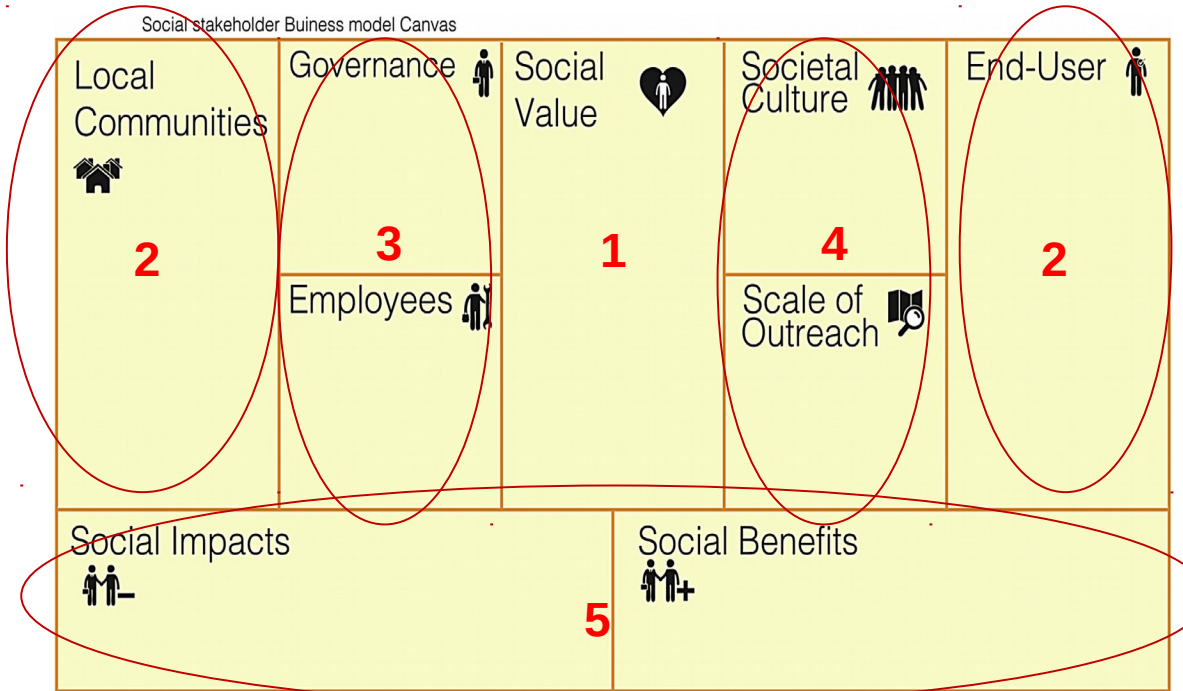 Social stakeholder Buiness model Canvas
Local
Communities
2
Governance
3
Employees
Social
Value
1
Societal
Culture
4
Scale of
Outreach
End-User
2
Social Impacts
5
Social Benefits